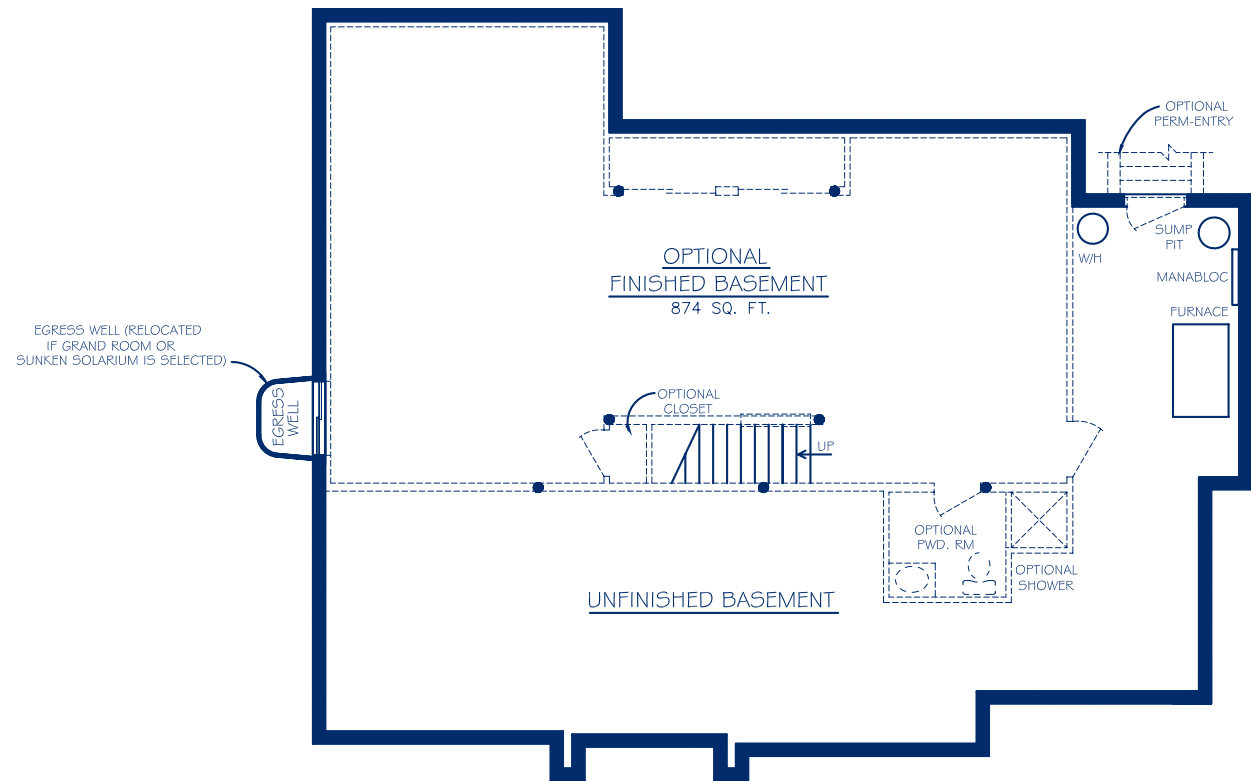 OPTIONAL
PERM-ENTRY
SUMP
PIT
W/H
MANABLOC
FURNACE
OPTIONAL
FINISHED BASEMENT
874 SQ. FT.
EGRESS WELL (RELOCATED
IF GRAND ROOM OR
SUNKEN SOLARIUM IS SELECTED)
EGRESS
WELL
OPTIONAL
CLOSET
UP
OPTIONAL
PWD. RM
OPTIONAL
SHOWER
UNFINISHED BASEMENT